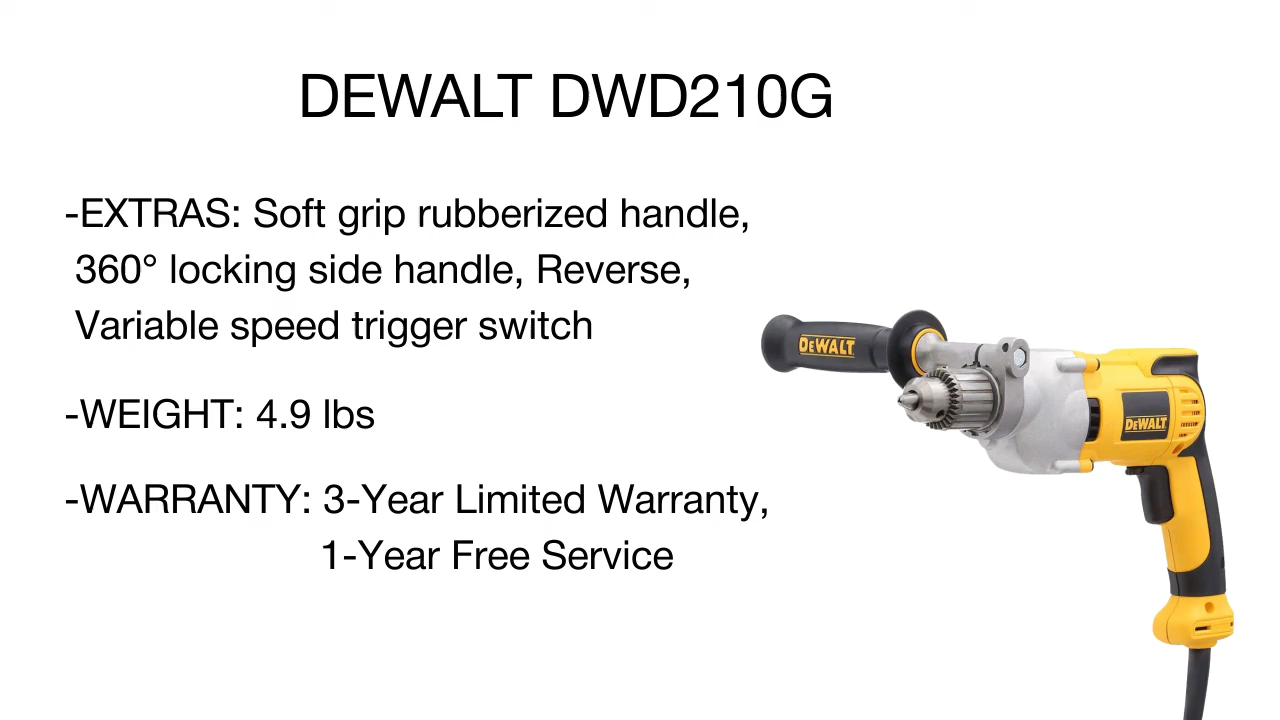 DEWALT DWD210G
-EXTRAS: Soft grip rubberized handle,
360° locking side handle, Reverse,
Variable speed trigger switch
-WEIGHT: 4.9 lbs
-WARRANTY: 3-Year Limited Warranty,
1-Year Free Service
DEWALT
DEWALT